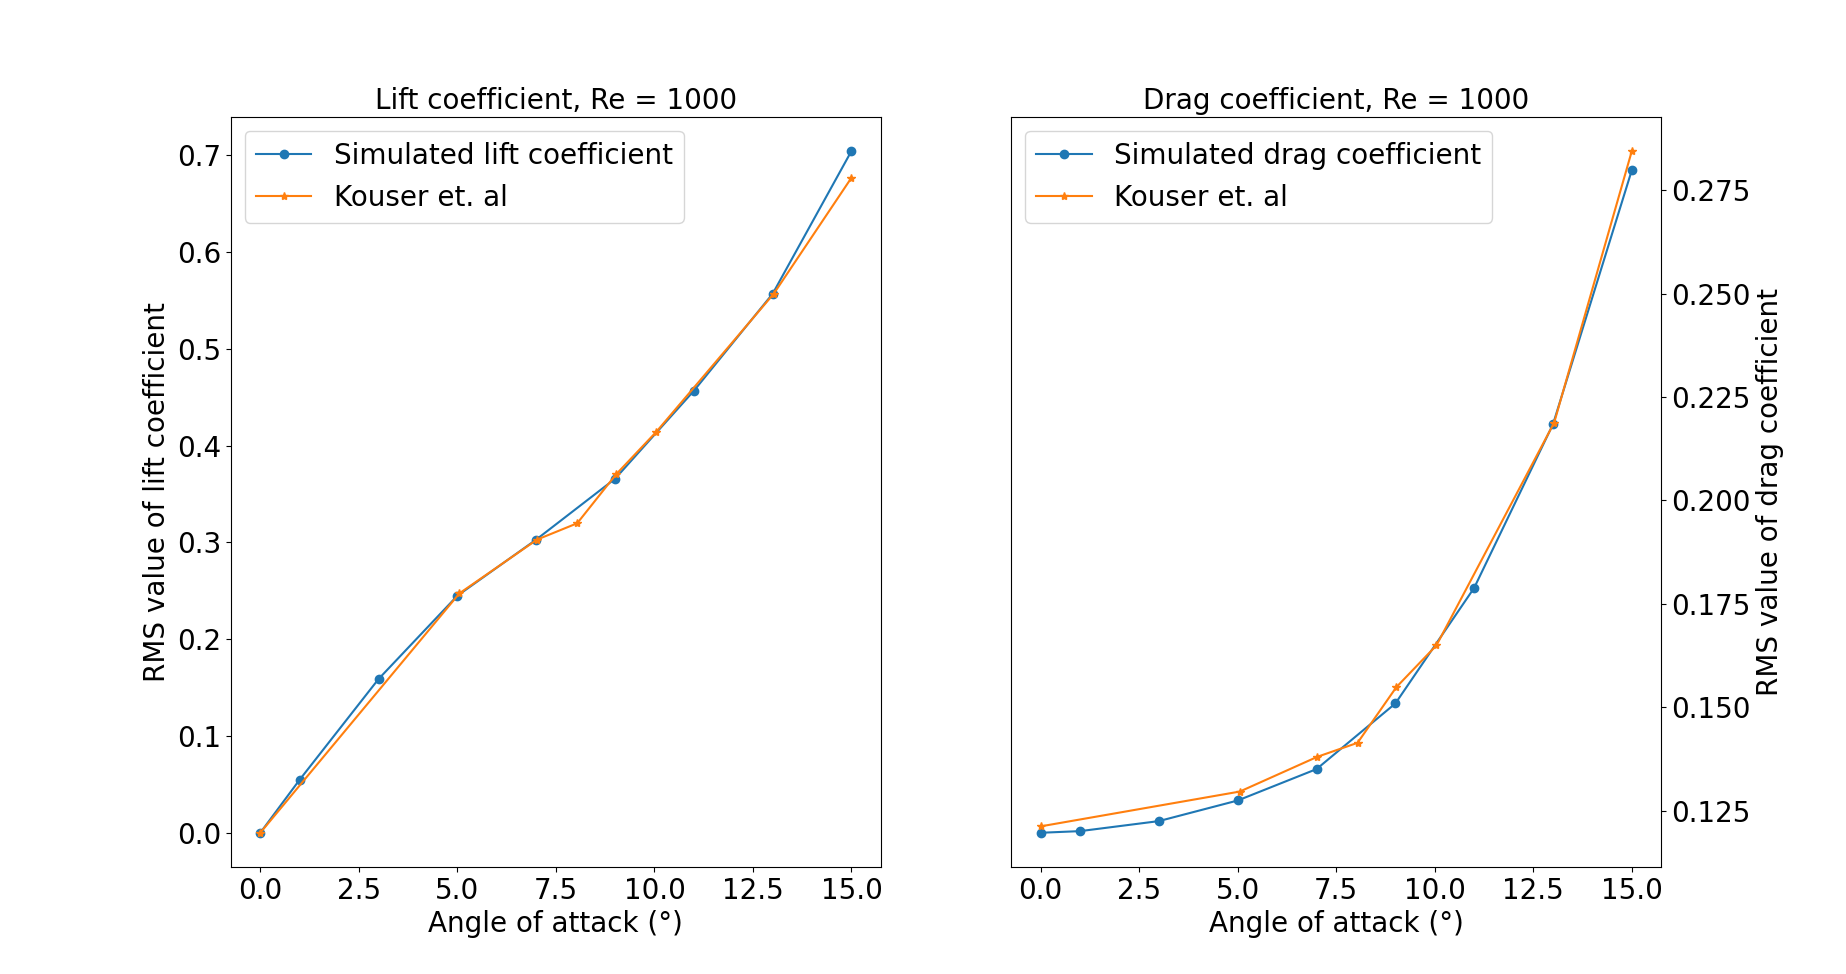 Lift coefficient, Re = 1000
Simulated lift coefficient
Kouser et. al
RMS value of lift coefficient
0.7
0.6
0.5
0.4
0.3
0.2
0.1
0.0
0.0 2.5 5.0 7.5 10.0 12.5 15.0
Angle of attack (°)
Drag coefficient, Re = 1000
Simulated drag coefficient
Kouser et. al
0.275
0.250
0.225
0.200
0.175
0.150
0.125
RMS value of drag coefficient
0.0 2.5 5.0 7.5 10.0 12.5 15.0
Angle of attack (°)